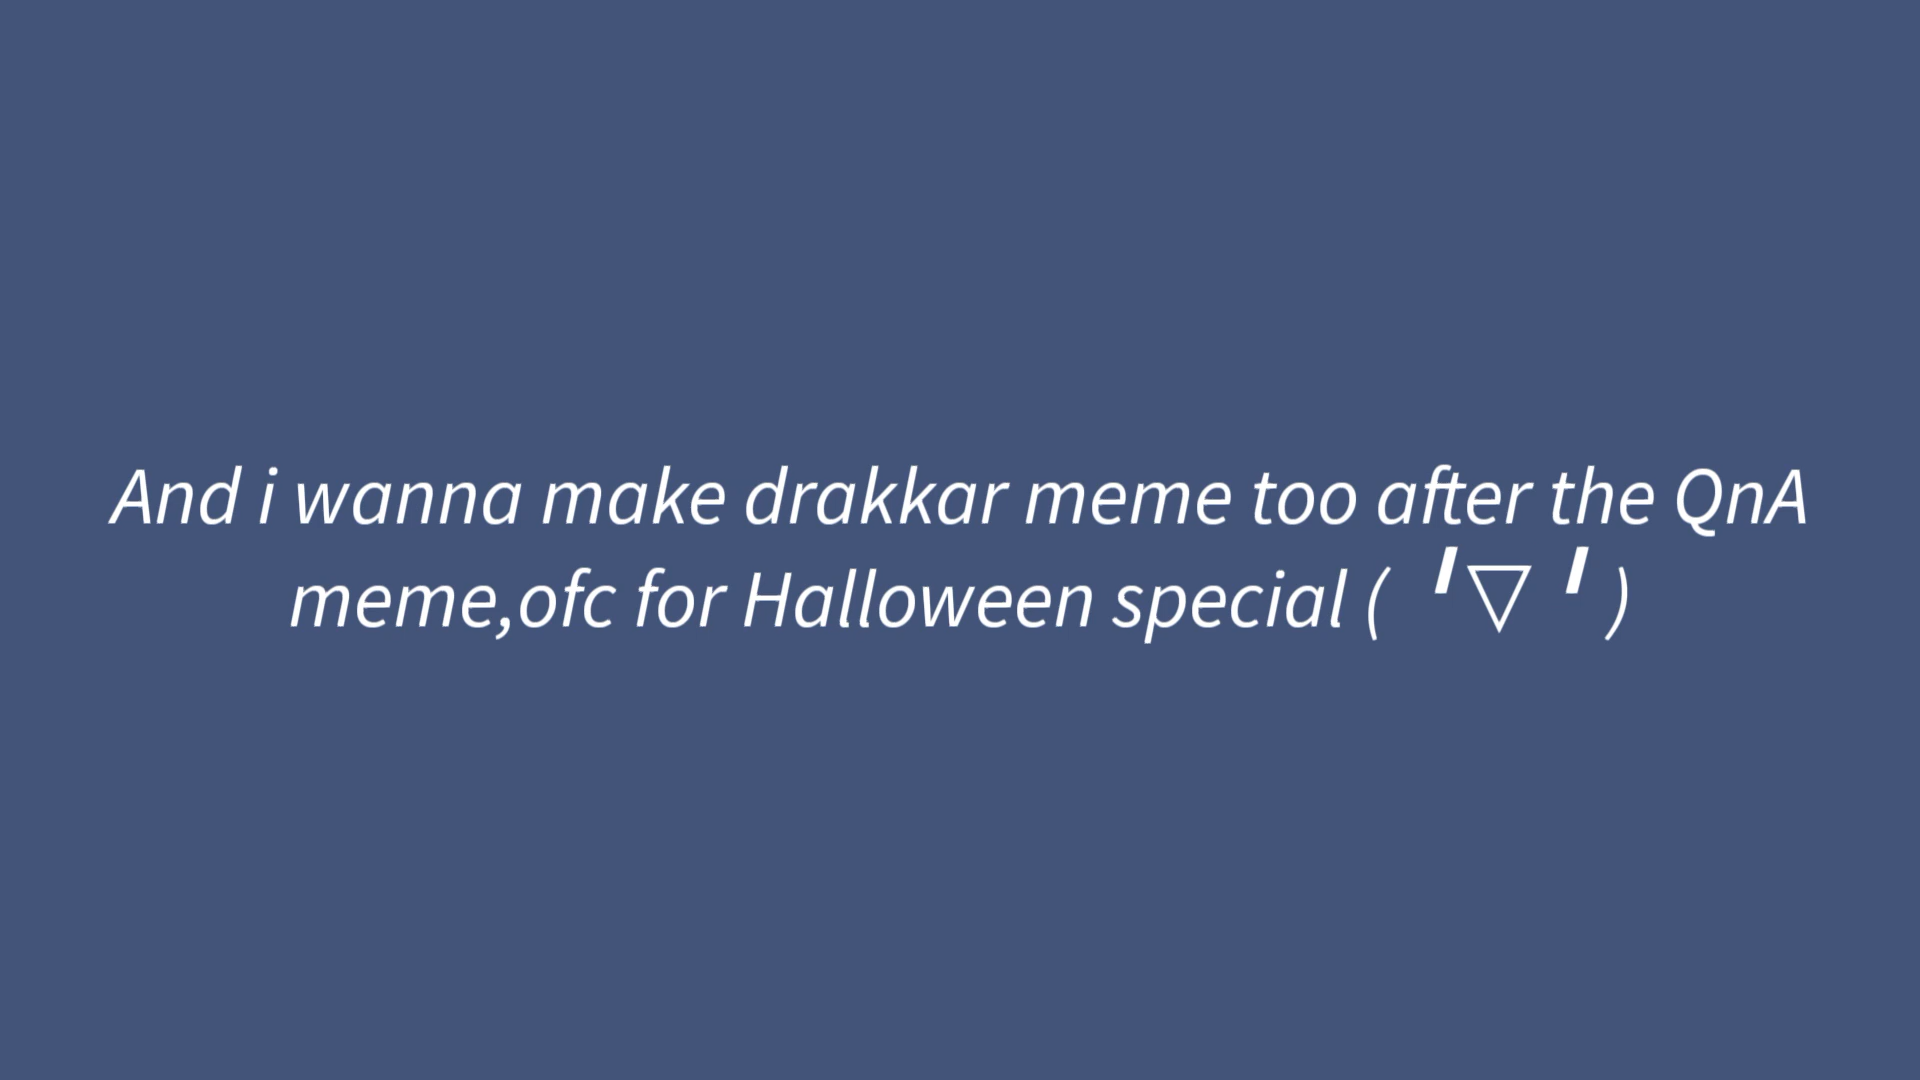 And i wanna make drakkar meme too after the QnA
meme,ofc for Halloween special ( ╹▽╹ )